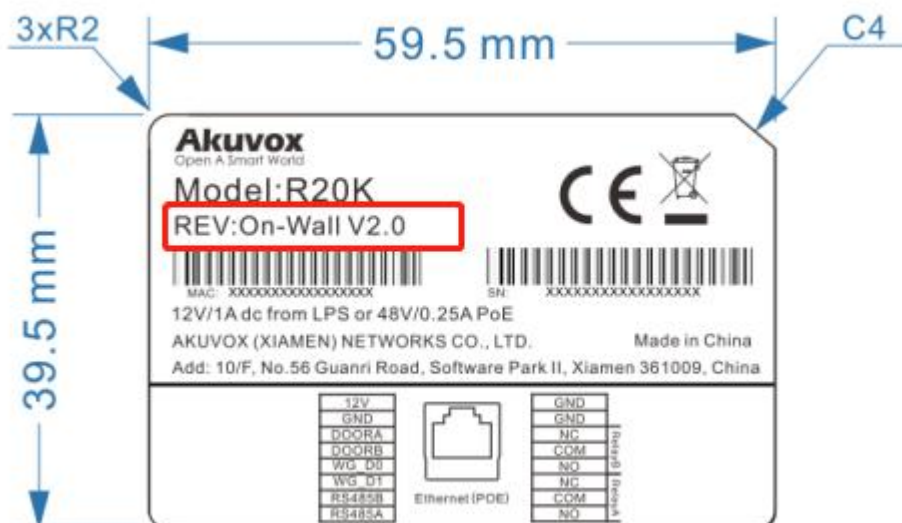 3xR2
59.5 mm
C4
39.5 mm
Akuvox
Open A Smart World
Model:R20K
CE
REV:On-Wall V2.0
MAC: XXXXXXXXXXXXXXXXX
SN: XXXXXXXXXXXXXXXXX
12V/1A dc from LPS or 48V/0.25A PoE
AKUVOX (XIAMEN) NETWORKS CO., LTD. Made in China
Add: 10/F, No.56 Guanri Road, Software Park II, Xiamen 361009, China
12V
GND
DOORA
DOORB
WG_D0
WG_D1
RS485B
RS485A
Ethernet (POE)
GND
GND
NC
COM
NO
NC
COM
NO
RelayB
RelayA